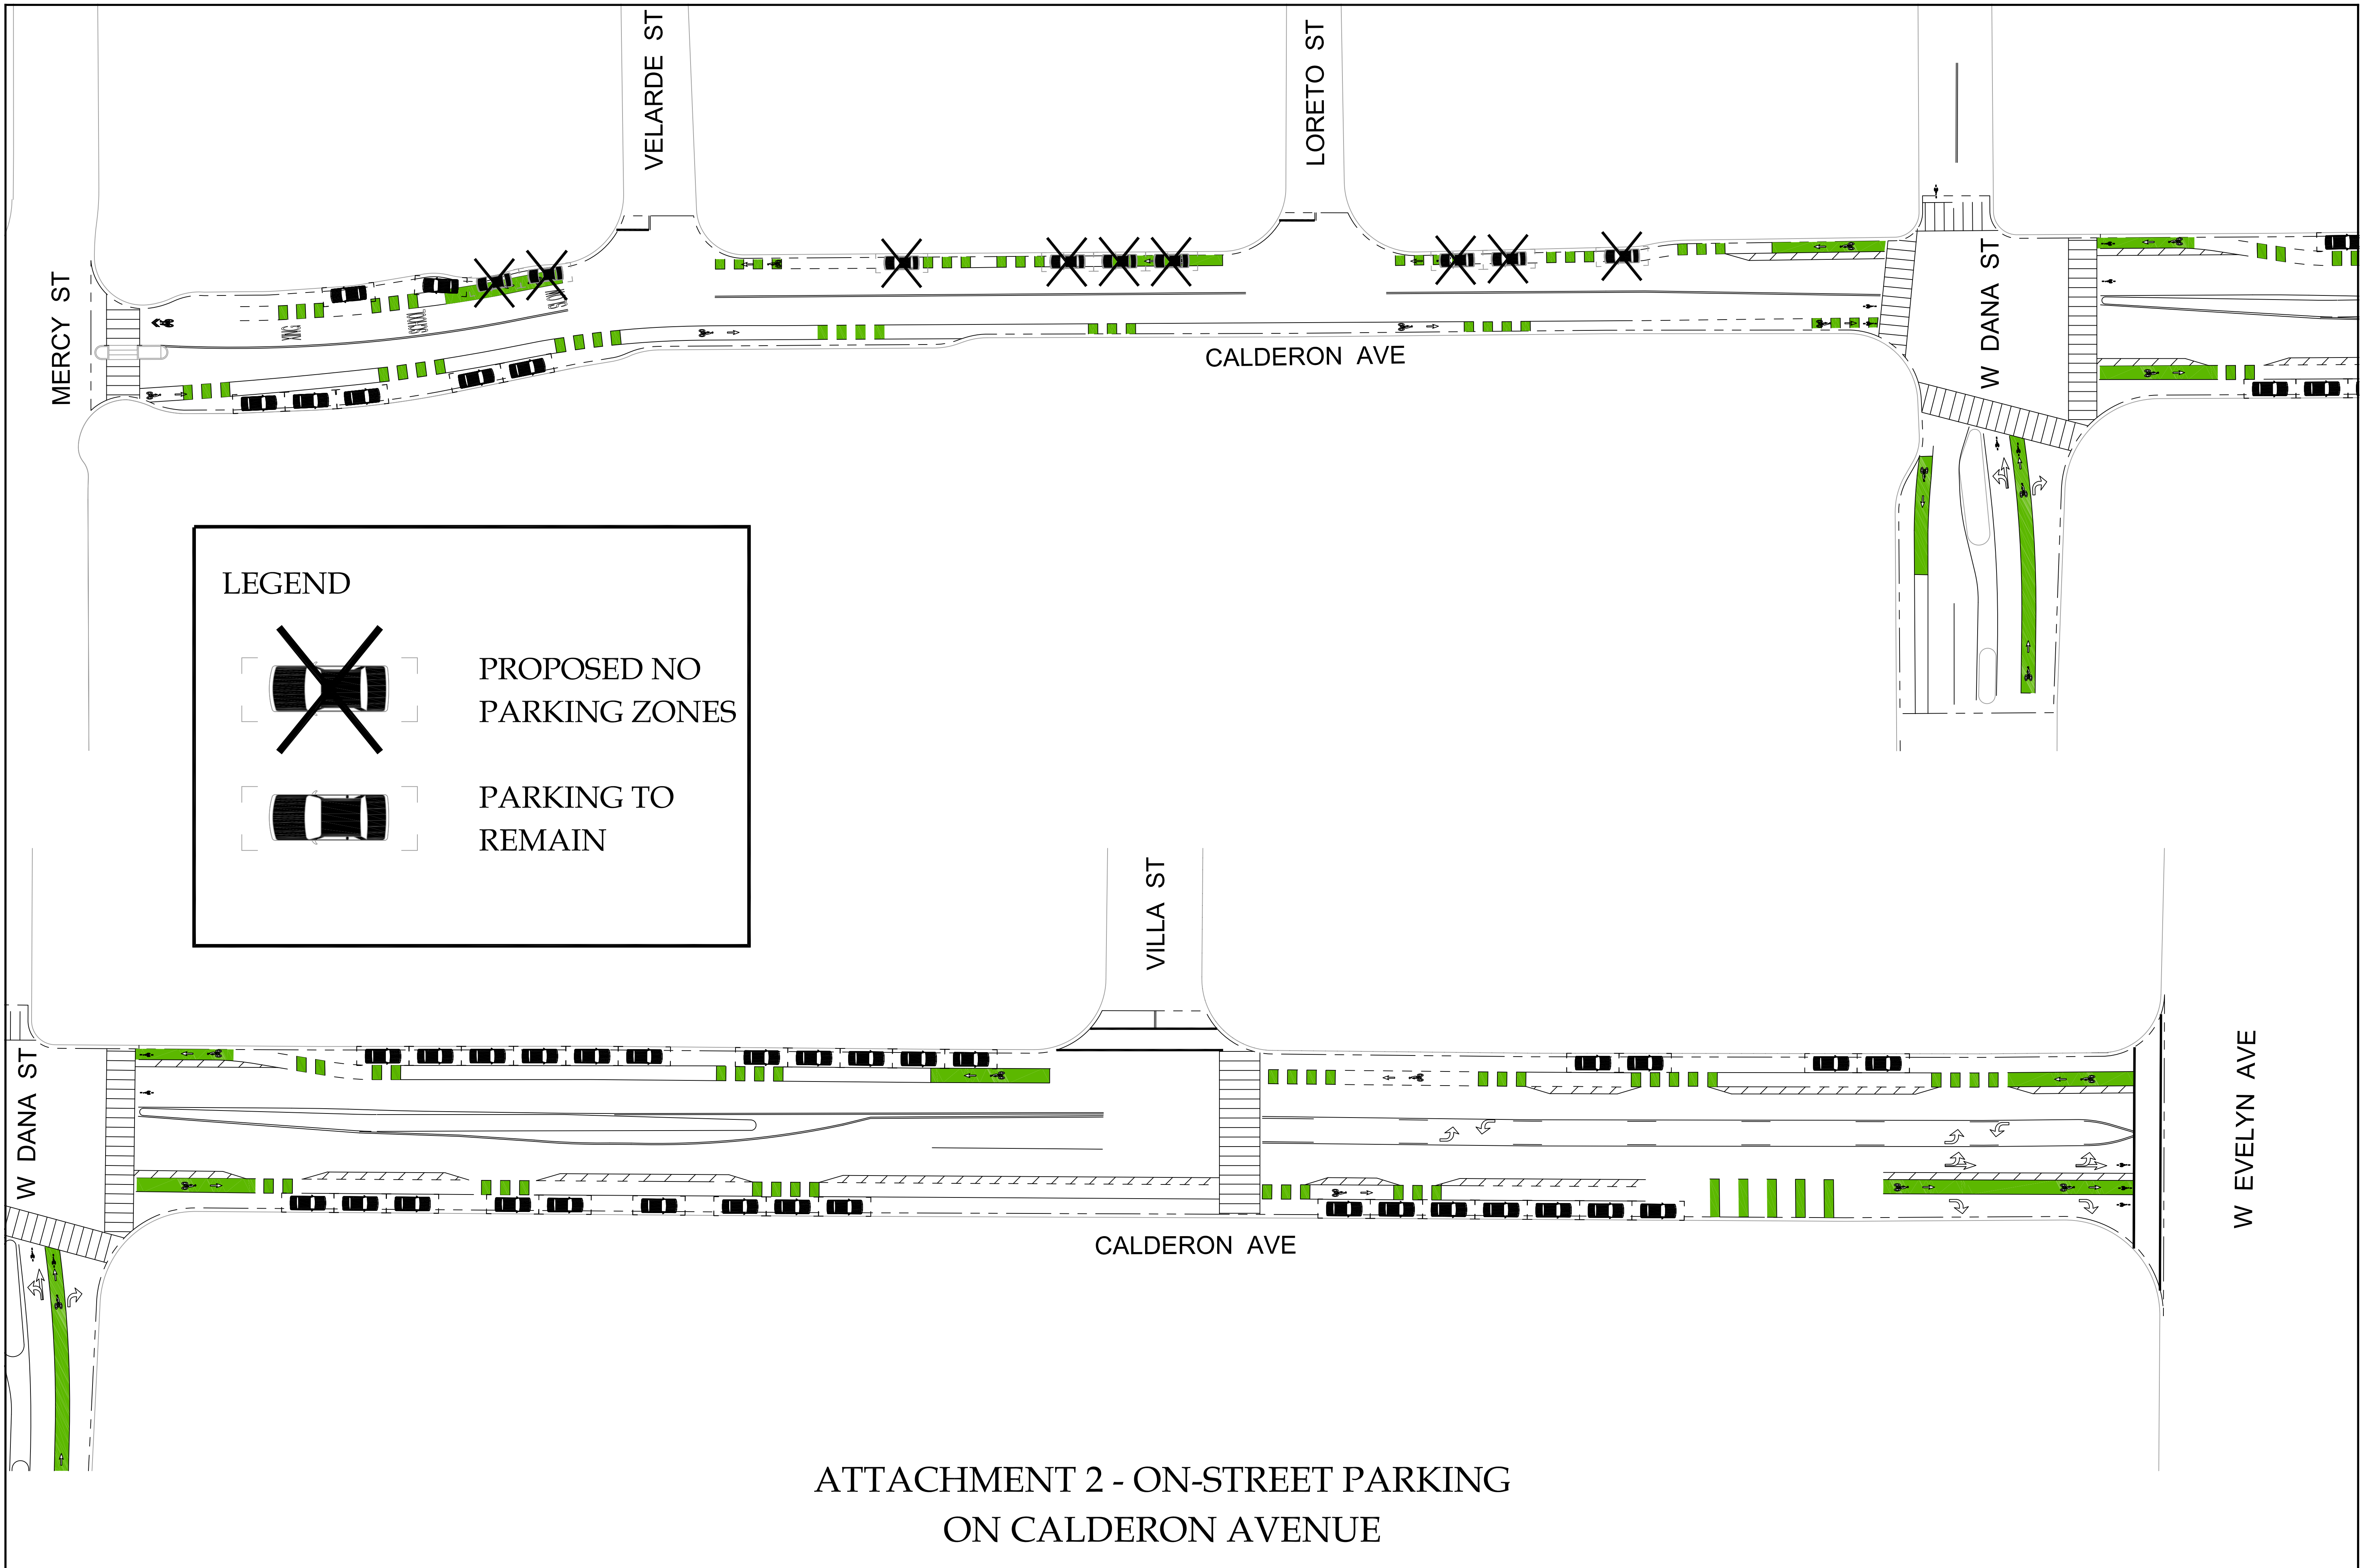 VELARDE ST
LORETO ST
MERCY ST
W DANA ST
CALDERON AVE
LEGEND
PROPOSED NO
PARKING ZONES
PARKING TO
REMAIN
VILLA ST
W DANA ST
W EVELYN AVE
CALDERON AVE
ATTACHMENT 2 - ON-STREET PARKING
ON CALDERON AVENUE